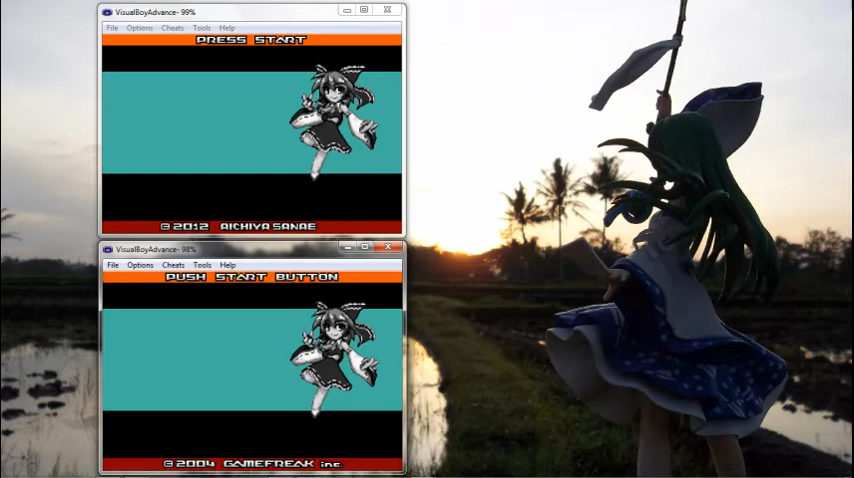 VisualBoyAdvance- 99%
File Options Cheats Tools Help
PRESS START
© 2012 AICHIYA SANAE
VisualBoyAdvance- 98%
File Options Cheats Tools Help
PUSH START BUTTON
© 2004 GAMEFREAK inc.